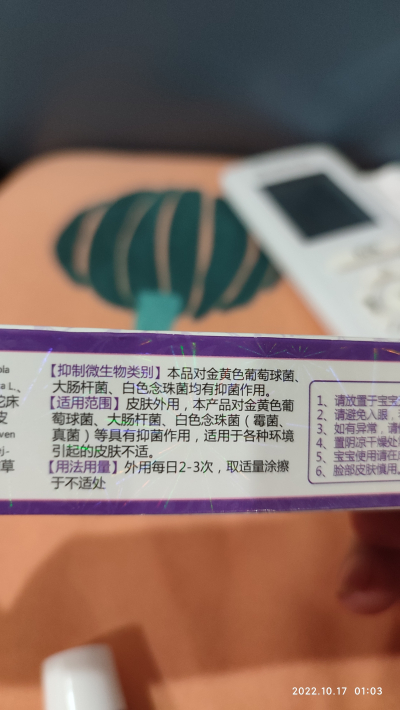 【抑制微生物类别】本品对金黄色葡萄球菌、
大肠杆菌、白色念珠菌均有抑菌作用。
【适用范围】皮肤外用，本产品对金黄色葡
萄球菌、大肠杆菌、白色念珠菌（霉菌、
真菌）等具有抑菌作用，适用于各种环境
引起的皮肤不适。
【用法用量】外用每日2-3次，取适量涂擦
于不适处
1、请放置于宝宝
2、请避免入眼，
3、如有异常，请
4、置阴凉干燥处
5、宝宝使用请在
6、脸部皮肤慎用。
a L、
蛇床
皮
ven
草
2022.10.17 01:03